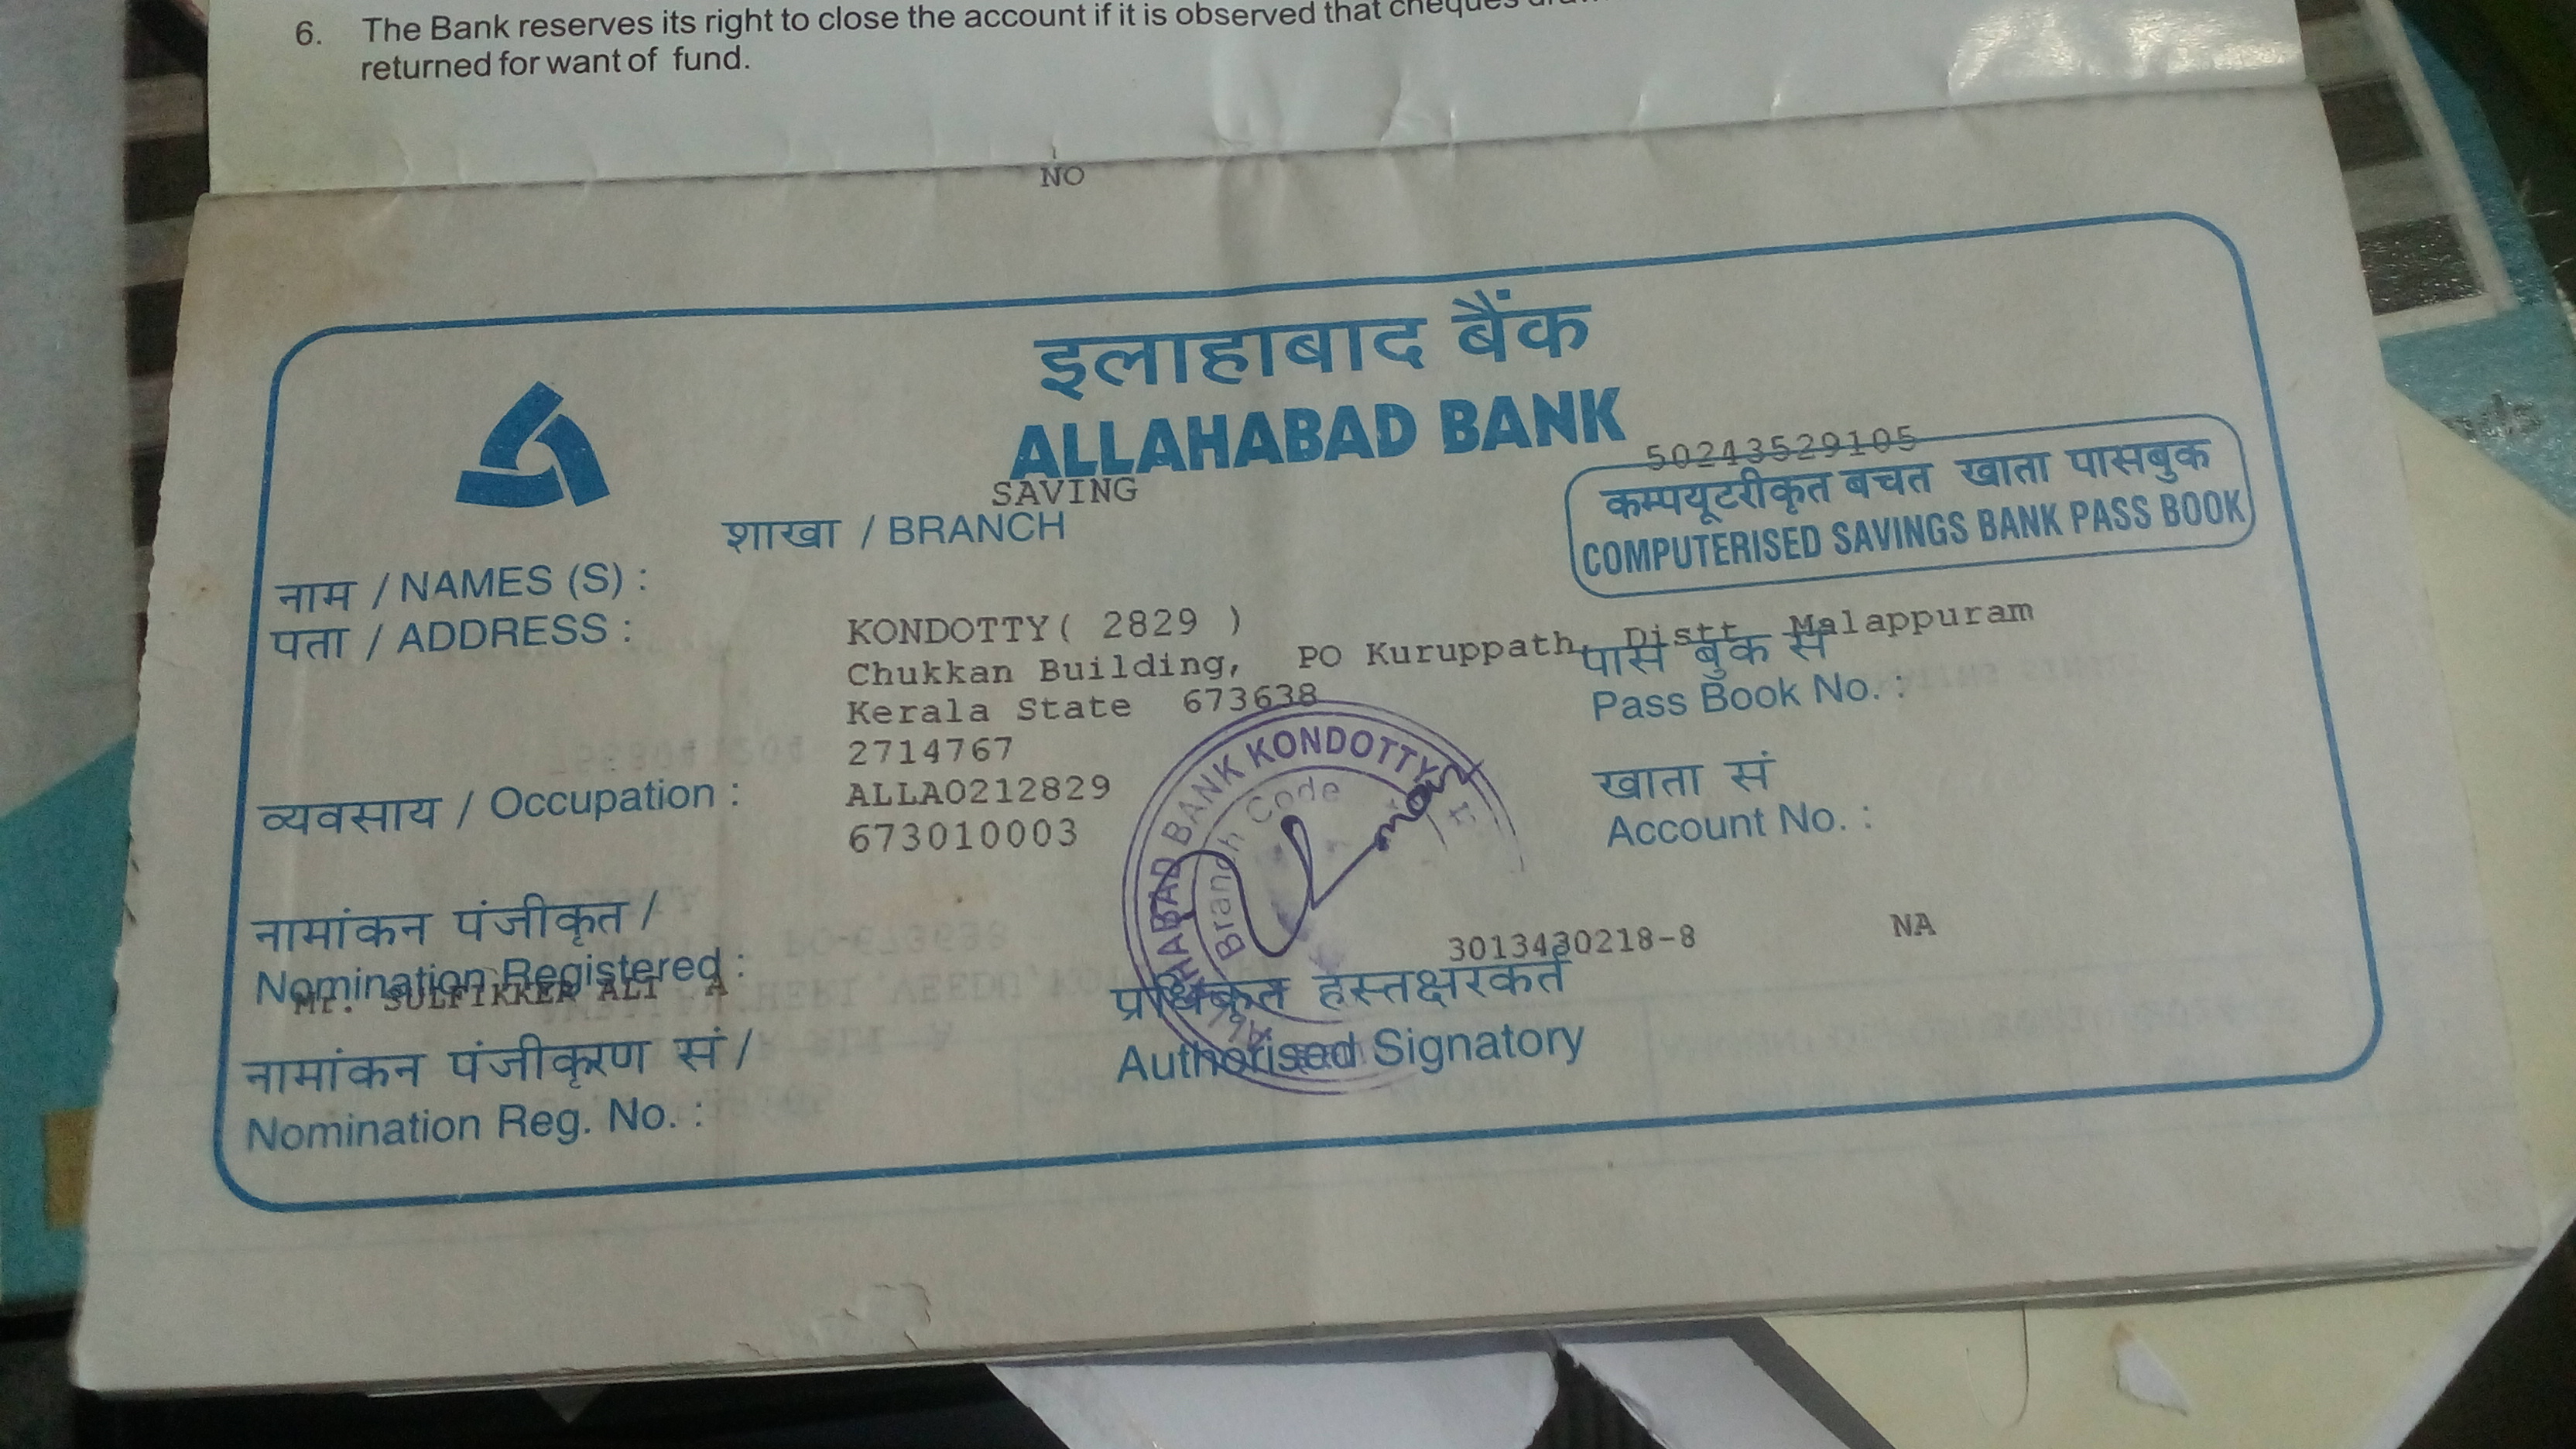 6. The Bank reserves its right to close the account if it is observed that cheques
returned for want of fund.
NO
इलाहाबाद बैंक
ALLAHABAD BANK
50243529105
SAVING
कम्पयूटरीकृत बचत खाता पासबुक
COMPUTERISED SAVINGS BANK PASS BOOK
शाखा / BRANCH
नाम / NAMES (S) :
पता / ADDRESS :
KONDOTTY( 2829 )
Chukkan Building, PO Kuruppath, Distt Malappuram
Kerala State 673638
2714767
पास बुक सं
Pass Book No. :
व्यवसाय / Occupation :
ALLA0212829
673010003
खाता सं
Account No. :
ALLAHABAD BANK KONDOTTY
Branch Code
नामांकन पंजीकृत /
Nomination Registered :
Mr. SULFIKKER ALI A
3013430218-8 NA
प्राधिकृत हस्तक्षरकर्त
Authorised Signatory
नामांकन पंजीकृरण सं /
Nomination Reg. No. :